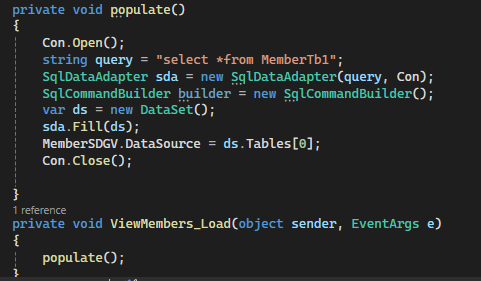 private void populate()
{
Con.Open();
string query = "select *from MemberTb1";
SqlDataAdapter sda = new SqlDataAdapter(query, Con);
SqlCommandBuilder builder = new SqlCommandBuilder();
var ds = new DataSet();
sda.Fill(ds);
MemberSDGV.DataSource = ds.Tables[0];
Con.Close();
}
1 reference
private void ViewMembers_Load(object sender, EventArgs e)
{
populate();
}